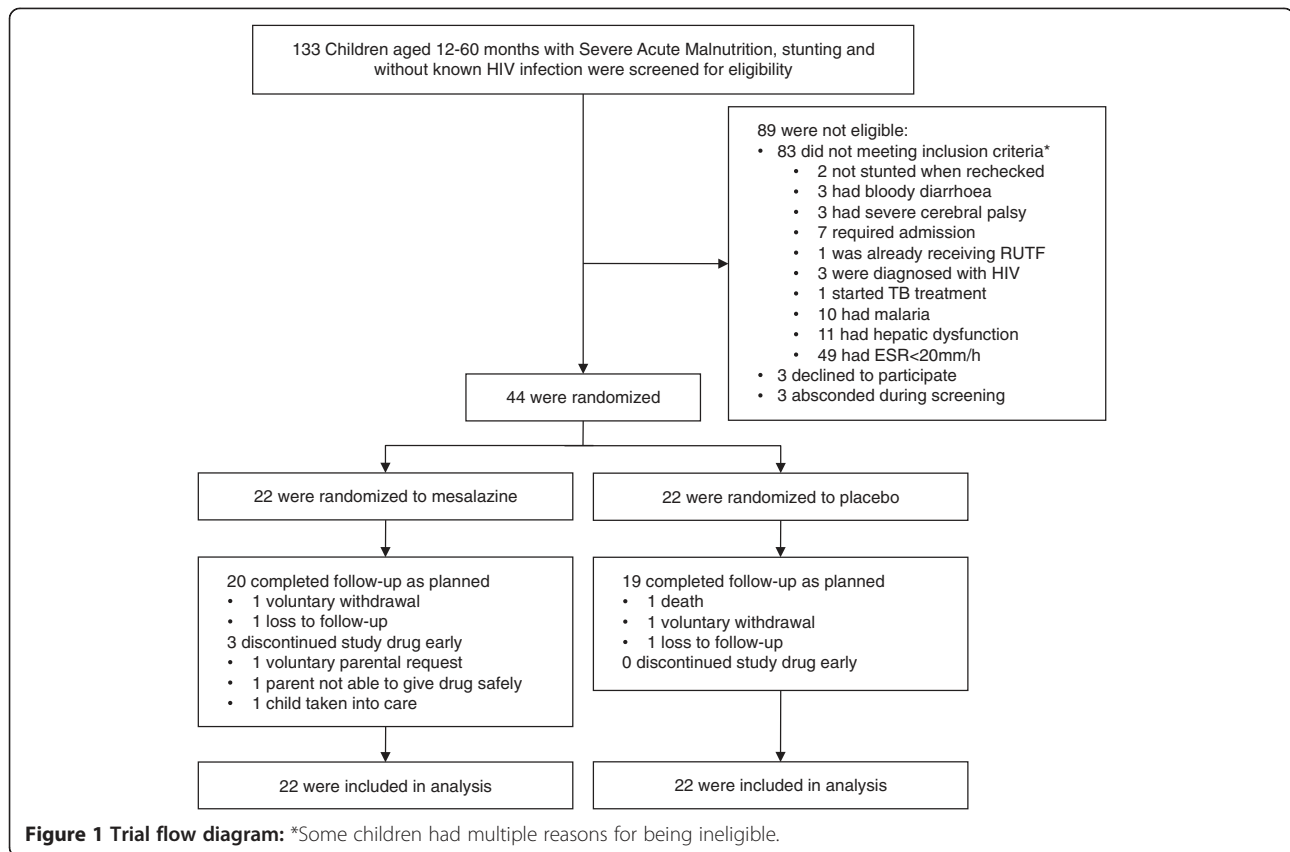 133 Children aged 12-60 months with Severe Acute Malnutrition, stunting and
without known HIV infection were screened for eligibility
89 were not eligible:
• 83 did not meeting inclusion criteria*
• 2 not stunted when rechecked
• 3 had bloody diarrhoea
• 3 had severe cerebral palsy
• 7 required admission
• 1 was already receiving RUTF
• 3 were diagnosed with HIV
• 1 started TB treatment
• 10 had malaria
• 11 had hepatic dysfunction
• 49 had ESR<20mm/h
• 3 declined to participate
• 3 absconded during screening
44 were randomized
22 were randomized to mesalazine
22 were randomized to placebo
20 completed follow-up as planned
• 1 voluntary withdrawal
• 1 loss to follow-up
3 discontinued study drug early
• 1 voluntary parental request
• 1 parent not able to give drug safely
• 1 child taken into care
19 completed follow-up as planned
• 1 death
• 1 voluntary withdrawal
• 1 loss to follow-up
0 discontinued study drug early
22 were included in analysis
22 were included in analysis
Figure 1 Trial flow diagram: *Some children had multiple reasons for being ineligible.